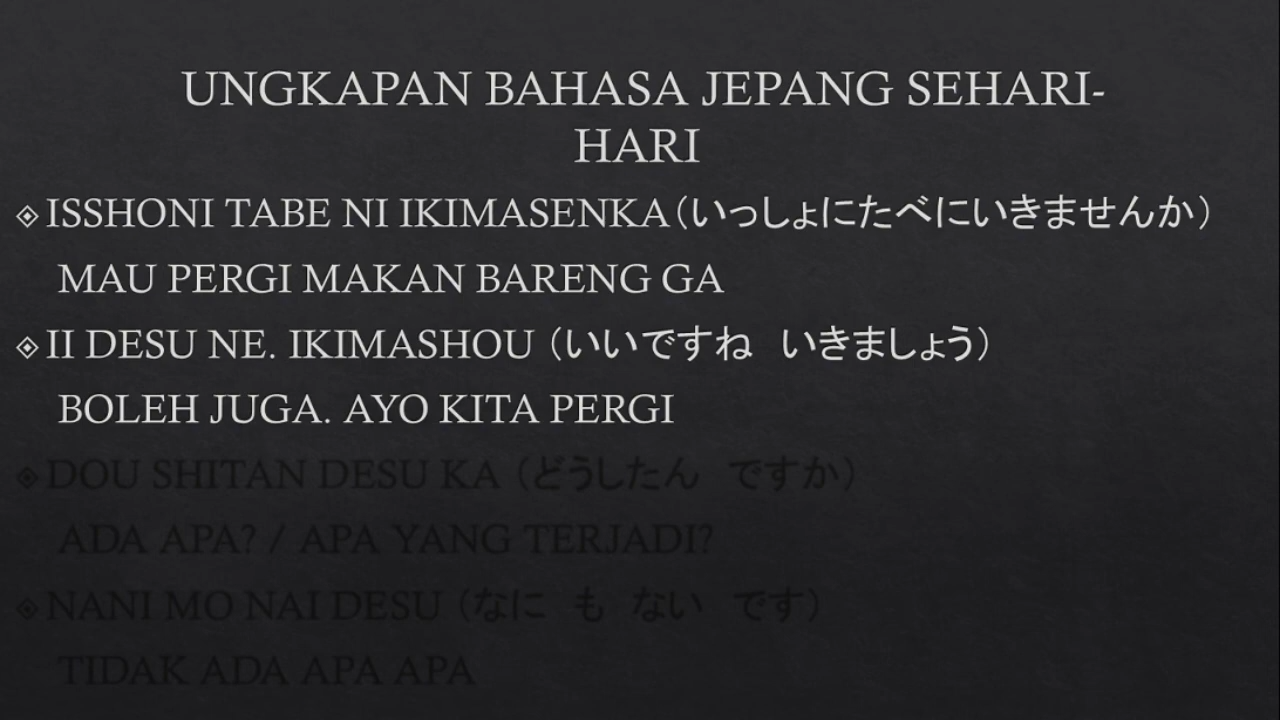 UNGKAPAN BAHASA JEPANG SEHARI-
HARI
ISSHONI TABE NI IKIMASENKA（いっしょにたべにいきませんか）
MAU PERGI MAKAN BARENG GA
II DESU NE. IKIMASHOU （いいですね　いきましょう）
BOLEH JUGA. AYO KITA PERGI
DOU SHITAN DESU KA （どうしたん　ですか）
ADA APA? / APA YANG TERJADI?
NANI MO NAI DESU （なに　も　ない　です）
TIDAK ADA APA APA